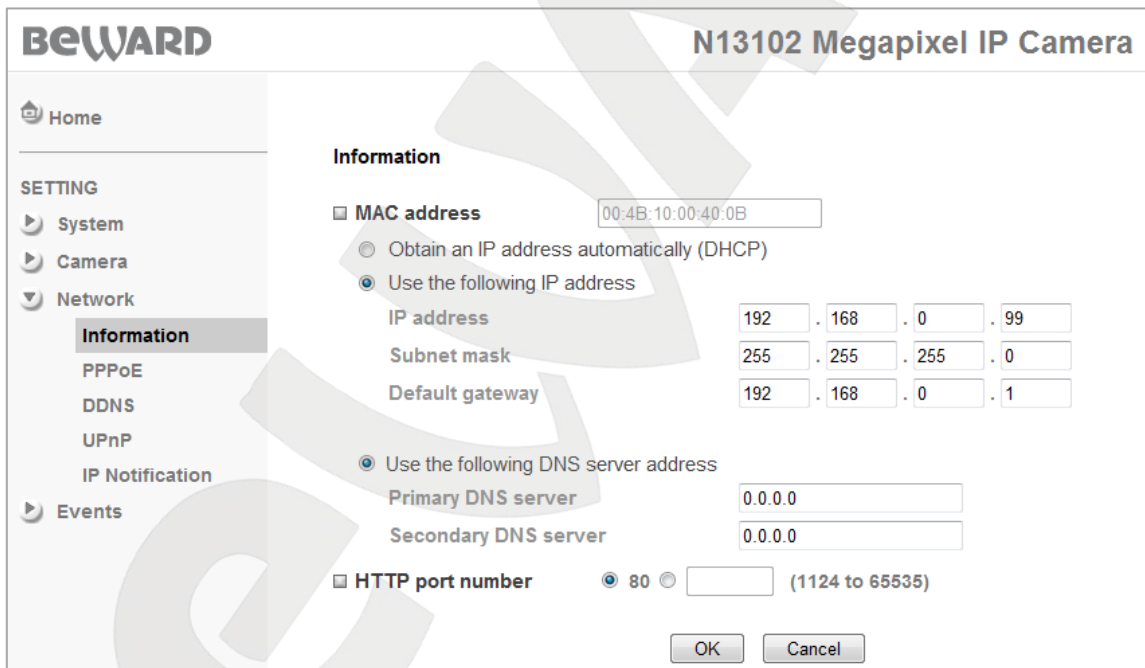 BEWARD
N13102 Megapixel IP Camera
Home
SETTING
System
Camera
Network
Information
PPPoE
DDNS
UPnP
IP Notification
Events
Information
MAC address 00:4B:10:00:40:0B
Obtain an IP address automatically (DHCP)
Use the following IP address
IP address 192 . 168 . 0 . 99
Subnet mask 255 . 255 . 255 . 0
Default gateway 192 . 168 . 0 . 1
Use the following DNS server address
Primary DNS server 0.0.0.0
Secondary DNS server 0.0.0.0
HTTP port number 80 (1124 to 65535)
OK Cancel